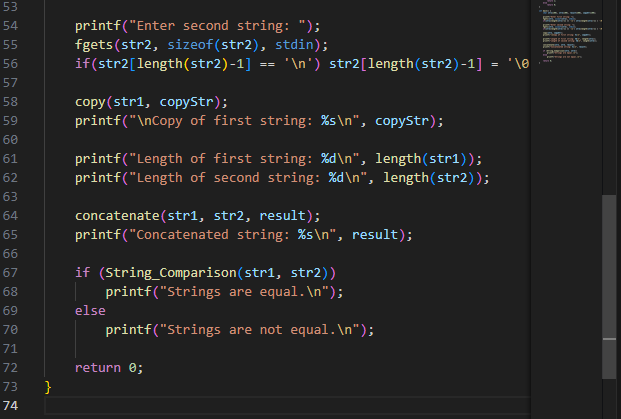 53
54 printf("Enter second string: ");
55 fgets(str2, sizeof(str2), stdin);
56 if(str2[length(str2)-1] == '\n') str2[length(str2)-1] = '\0
57
58 copy(str1, copyStr);
59 printf("\nCopy of first string: %s\n", copyStr);
60
61 printf("Length of first string: %d\n", length(str1));
62 printf("Length of second string: %d\n", length(str2));
63
64 concatenate(str1, str2, result);
65 printf("Concatenated string: %s\n", result);
66
67 if (String_Comparison(str1, str2))
68 printf("Strings are equal.\n");
69 else
70 printf("Strings are not equal.\n");
71
72 return 0;
73 }
74